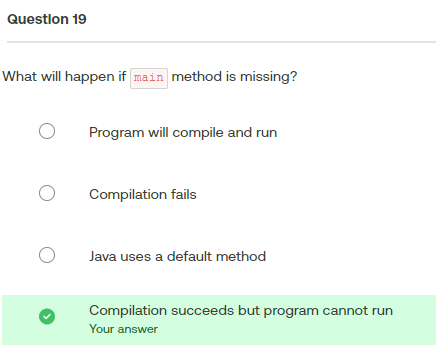 Question 19
What will happen if main method is missing?
Program will compile and run
Compilation fails
Java uses a default method
Compilation succeeds but program cannot run
Your answer